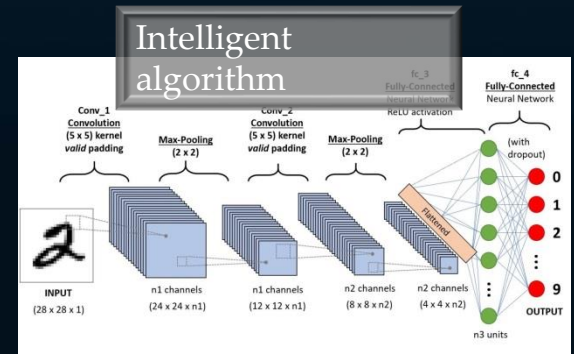 Intelligent
algorithm
fc_3
Fully-Connected
Neural Network
ReLU activation
fc_4
Fully-Connected
Neural Network
(with
dropout)
Conv_1
Convolution
(5 x 5) kernel
valid padding
Max-Pooling
(2 x 2)
Conv_2
Convolution
(5 x 5) kernel
valid padding
Max-Pooling
(2 x 2)
2
Flattened
0
1
2
9
INPUT
(28 x 28 x 1)
n1 channels
(24 x 24 x n1)
n1 channels
(12 x 12 x n1)
n2 channels
(8 x 8 x n2)
n2 channels
(4 x 4 x n2)
n3 units
OUTPUT